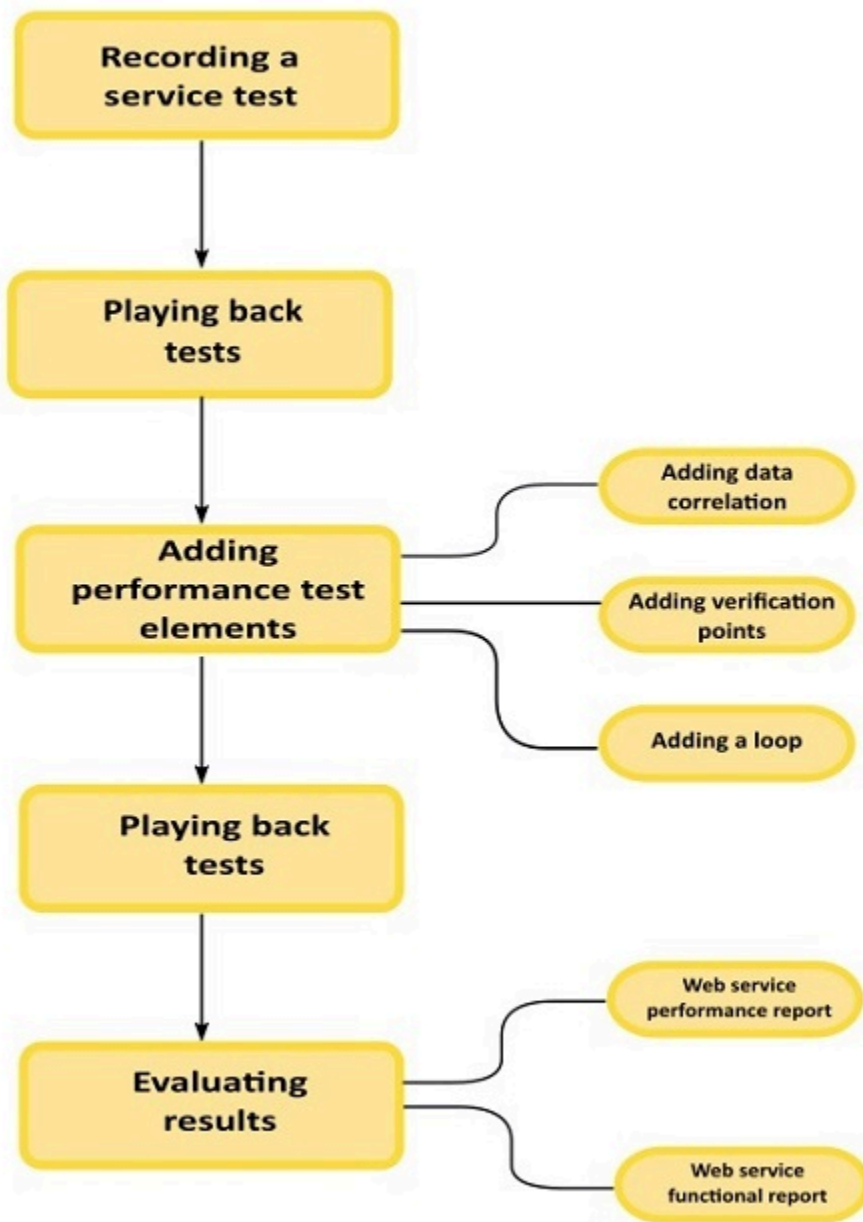 Recording a
service test
Playing back
tests
Adding
performance test
elements
Adding data
correlation
Adding verification
points
Adding a loop
Playing back
tests
Evaluating
results
Web service
performance report
Web service
functional report